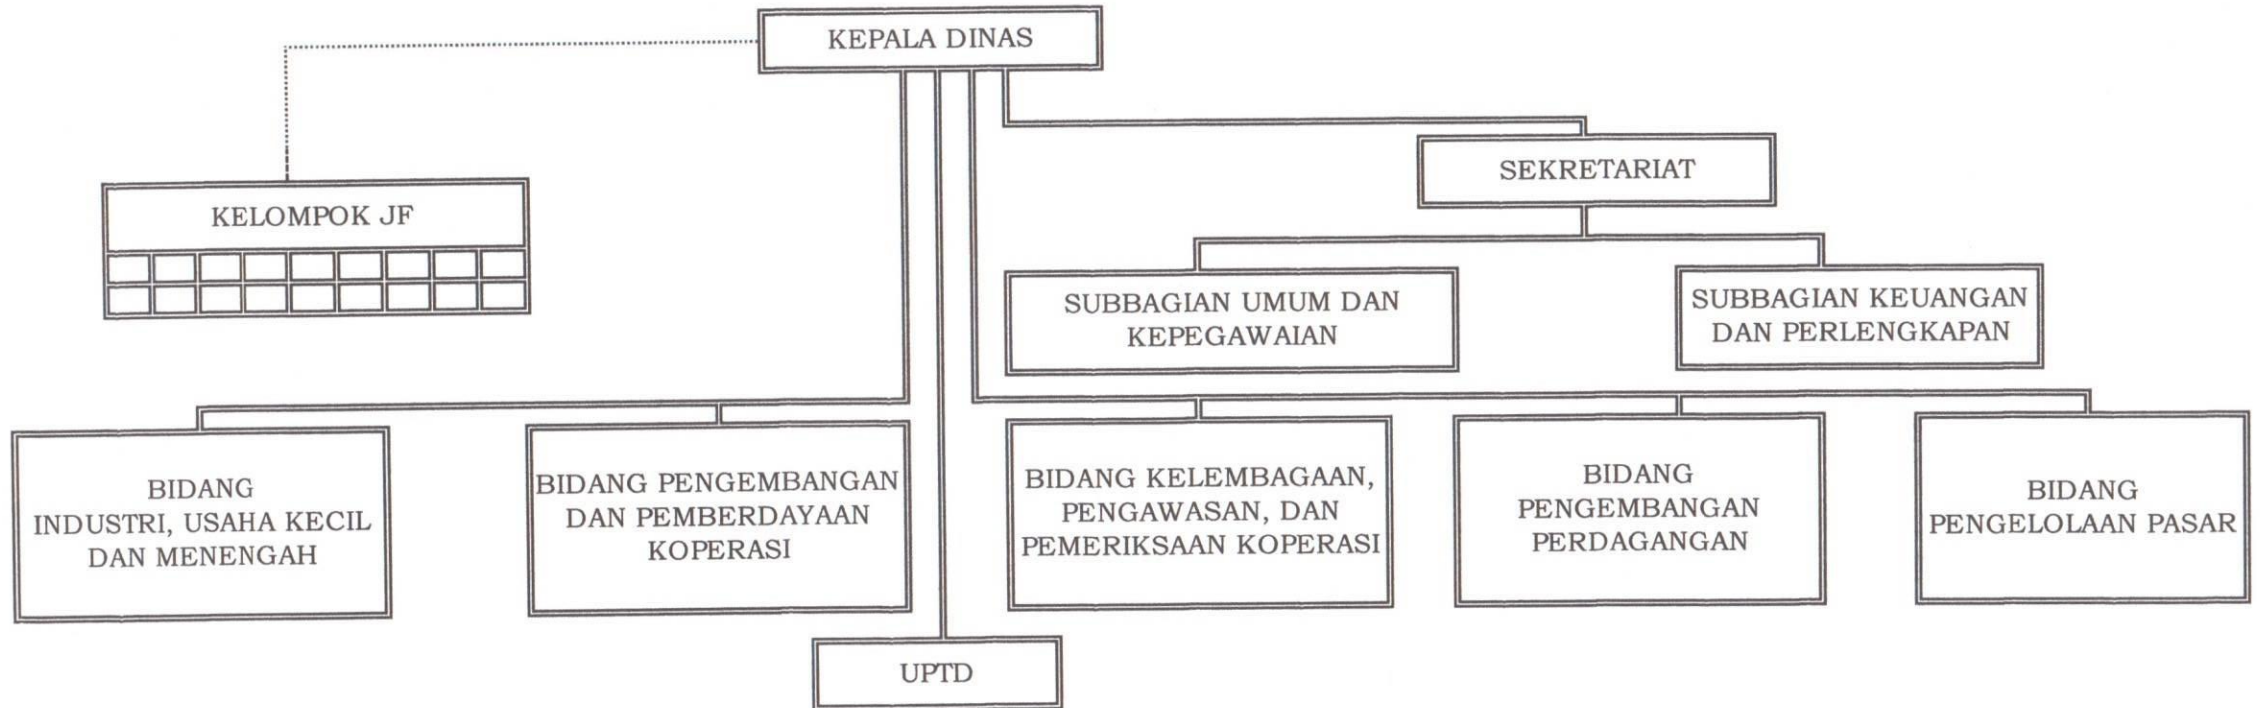 KEPALA DINAS
SEKRETARIAT
KELOMPOK JF
SUBBAGIAN UMUM DAN
KEPEGAWAIAN
SUBBAGIAN KEUANGAN
DAN PERLENGKAPAN
BIDANG
INDUSTRI, USAHA KECIL
DAN MENENGAH
BIDANG PENGEMBANGAN
DAN PEMBERDAYAAN
KOPERASI
BIDANG KELEMBAGAAN,
PENGAWASAN, DAN
PEMERIKSAAN KOPERASI
BIDANG
PENGEMBANGAN
PERDAGANGAN
BIDANG
PENGELOLAAN PASAR
UPTD